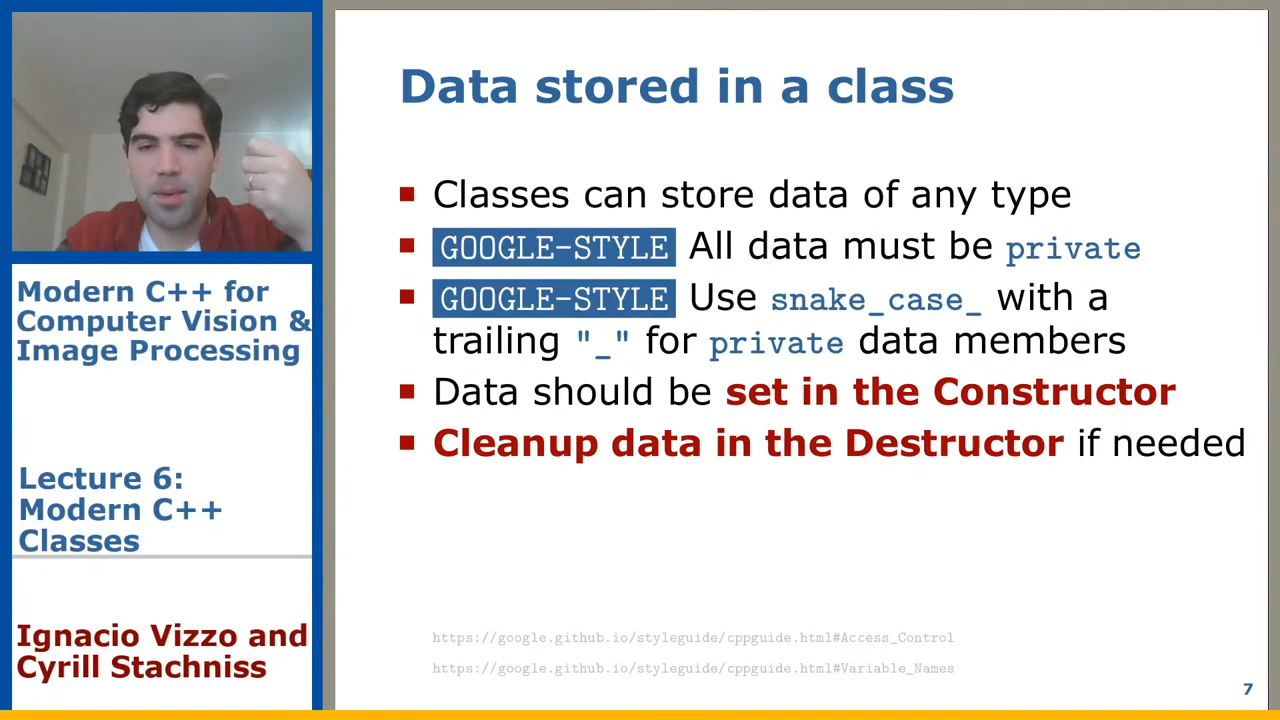 Modern C++ for
Computer Vision &
Image Processing
Lecture 6:
Modern C++
Classes
Ignacio Vizzo and
Cyrill Stachniss
Data stored in a class
Classes can store data of any type
GOOGLE-STYLE All data must be private
GOOGLE-STYLE Use snake_case_ with a
trailing "_" for private data members
Data should be set in the Constructor
Cleanup data in the Destructor if needed
https://google.github.io/styleguide/cppguide.html#Access_Control
https://google.github.io/styleguide/cppguide.html#Variable_Names
7